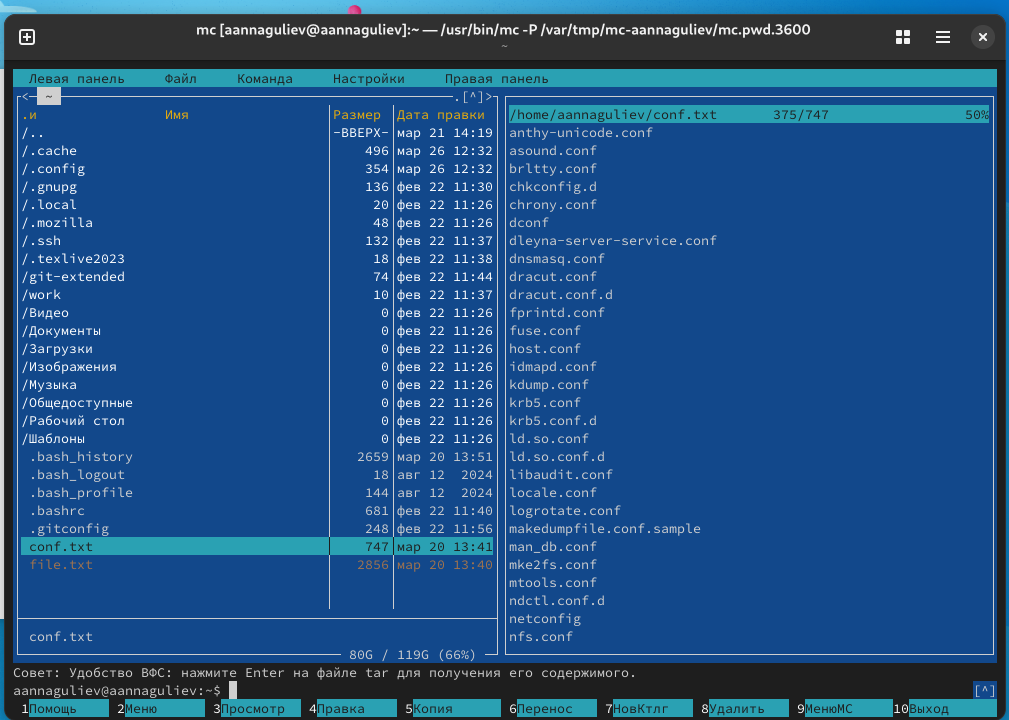 mc [aannaguliev@aannaguliev]:~ — /usr/bin/mc -P /var/tmp/mc-aannaguliev/mc.pwd.3600
~
Левая панель Файл Команда Настройки Правая панель
<─ ~ .[^]>
.и Имя Размер Дата правки
/.. -ВВЕРХ- мар 21 14:19
/.cache 496 мар 26 12:32
/.config 354 мар 26 12:32
/.gnupg 136 фев 22 11:30
/.local 20 фев 22 11:26
/.mozilla 48 фев 22 11:26
/.ssh 132 фев 22 11:37
/.texlive2023 18 фев 22 11:38
/git-extended 74 фев 22 11:44
/work 10 фев 22 11:37
/Видео 0 фев 22 11:26
/Документы 0 фев 22 11:26
/Загрузки 0 фев 22 11:26
/Изображения 0 фев 22 11:26
/Музыка 0 фев 22 11:26
/Общедоступные 0 фев 22 11:26
/Рабочий стол 0 фев 22 11:26
/Шаблоны 0 фев 22 11:26
.bash_history 2659 мар 20 13:51
.bash_logout 18 авг 12 2024
.bash_profile 144 авг 12 2024
.bashrc 681 фев 22 11:40
.gitconfig 248 фев 22 11:56
conf.txt 747 мар 20 13:41
file.txt 2856 мар 20 13:40
conf.txt
80G / 119G (66%)
/home/aannaguliev/conf.txt 375/747 50%
anthy-unicode.conf
asound.conf
brltty.conf
chkconfig.d
chrony.conf
dconf
dleyna-server-service.conf
dnsmasq.conf
dracut.conf
dracut.conf.d
fprintd.conf
fuse.conf
host.conf
idmapd.conf
kdump.conf
krb5.conf
krb5.conf.d
ld.so.conf
ld.so.conf.d
libaudit.conf
locale.conf
logrotate.conf
makedumpfile.conf.sample
man_db.conf
mke2fs.conf
mtools.conf
ndctl.conf.d
netconfig
nfs.conf
Совет: Удобство ВФС: нажмите Enter на файле tar для получения его содержимого.
aannaguliev@aannaguliev:~$ [^]
1Помощь 2Меню 3Просмотр 4Правка 5Копия 6Перенос 7НовКтлг 8Удалить 9МенюMC 10Выход